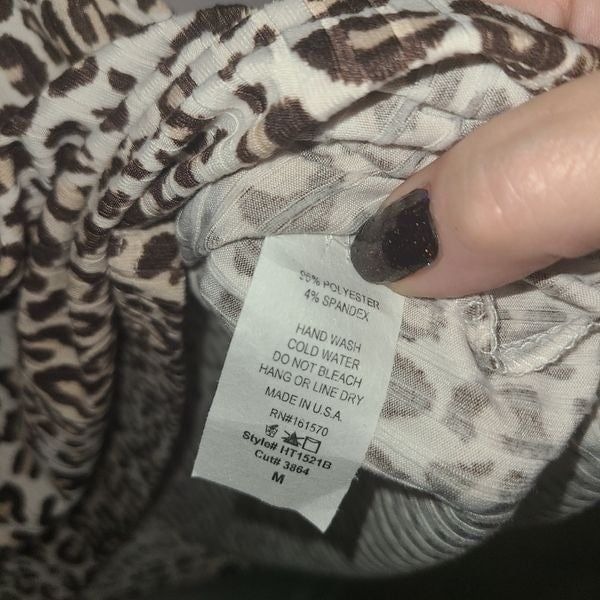 96% POLYESTER
4% SPANDEX
HAND WASH
COLD WATER
DO NOT BLEACH
HANG OR LINE DRY
MADE IN U.S.A.
RN#161570
Style# HT1521B
Cut# 3864
M